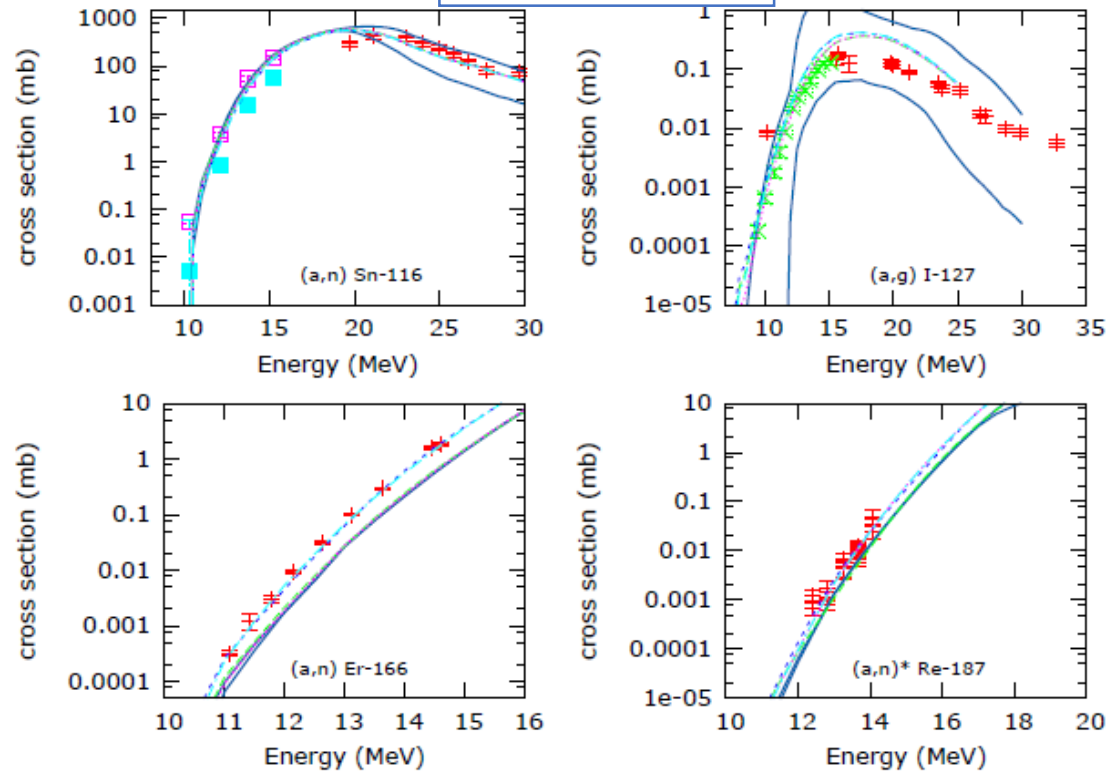 1000
100
10
1
0.1
0.01
0.001
cross section (mb)
(a,n) Sn-116
10 15 20 25 30
Energy (MeV)
1
0.1
0.01
0.001
0.0001
1e-05
cross section (mb)
(a,g) I-127
10 15 20 25 30 35
Energy (MeV)
10
1
0.1
0.01
0.001
0.0001
cross section (mb)
(a,n) Er-166
10 11 12 13 14 15 16
Energy (MeV)
10
1
0.1
0.01
0.001
0.0001
1e-05
cross section (mb)
(a,n)* Re-187
10 12 14 16 18 20
Energy (MeV)